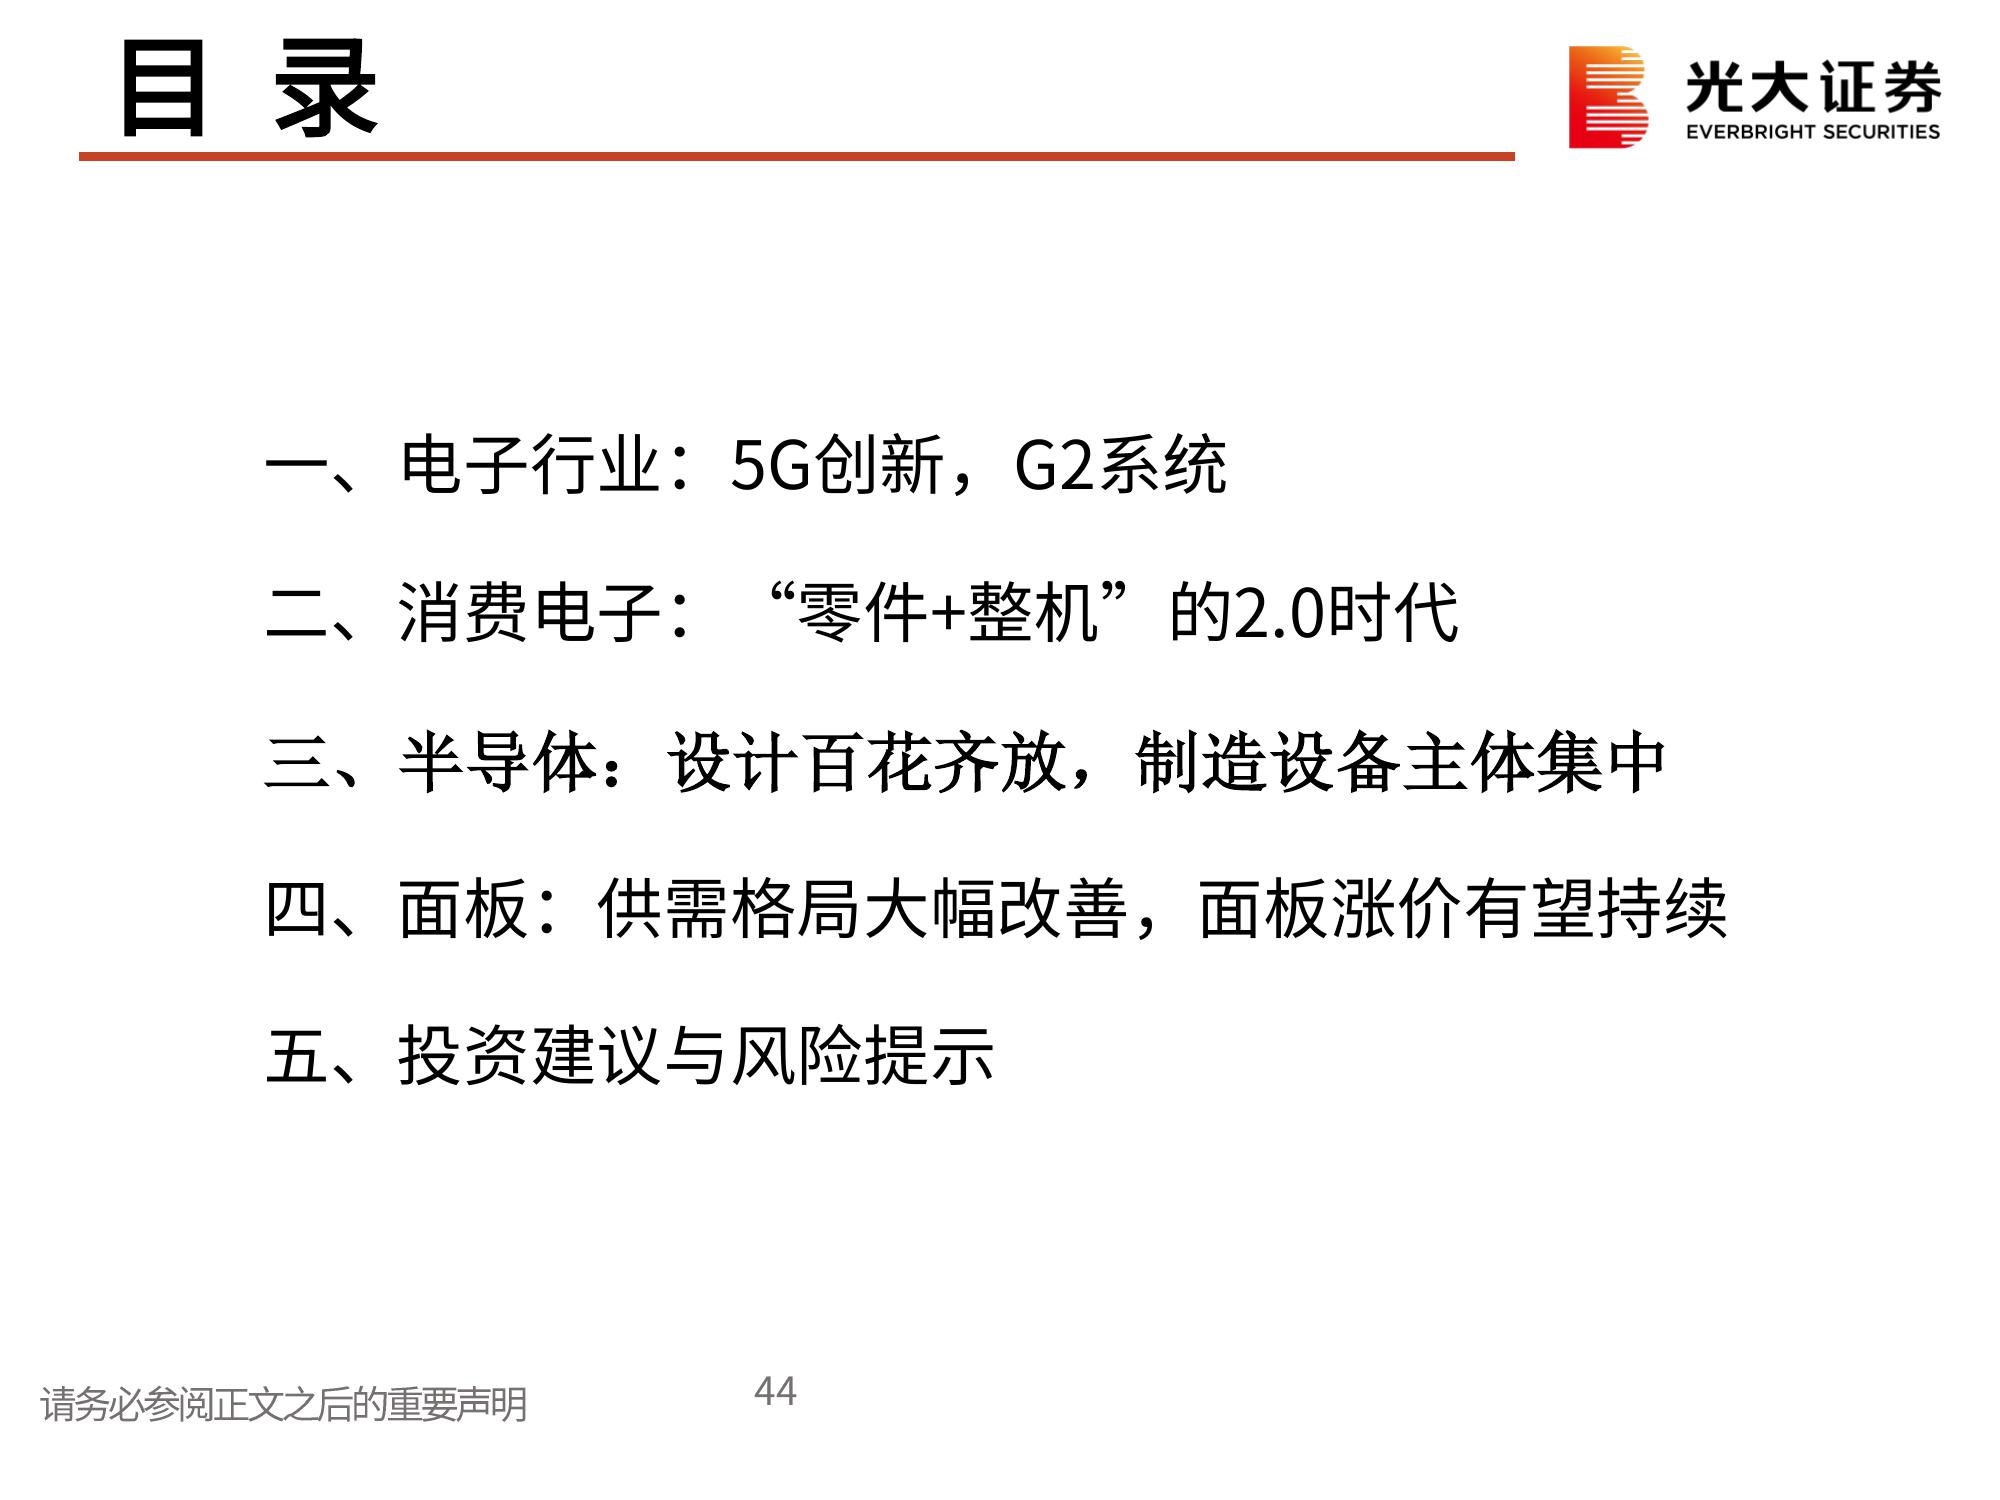 目 录
光大证券
EVERBRIGHT SECURITIES
一、电子行业：5G创新，G2系统
二、消费电子：“零件+整机”的2.0时代
三、半导体：设计百花齐放，制造设备主体集中
四、面板：供需格局大幅改善，面板涨价有望持续
五、投资建议与风险提示
请务必参阅正文之后的重要声明
44